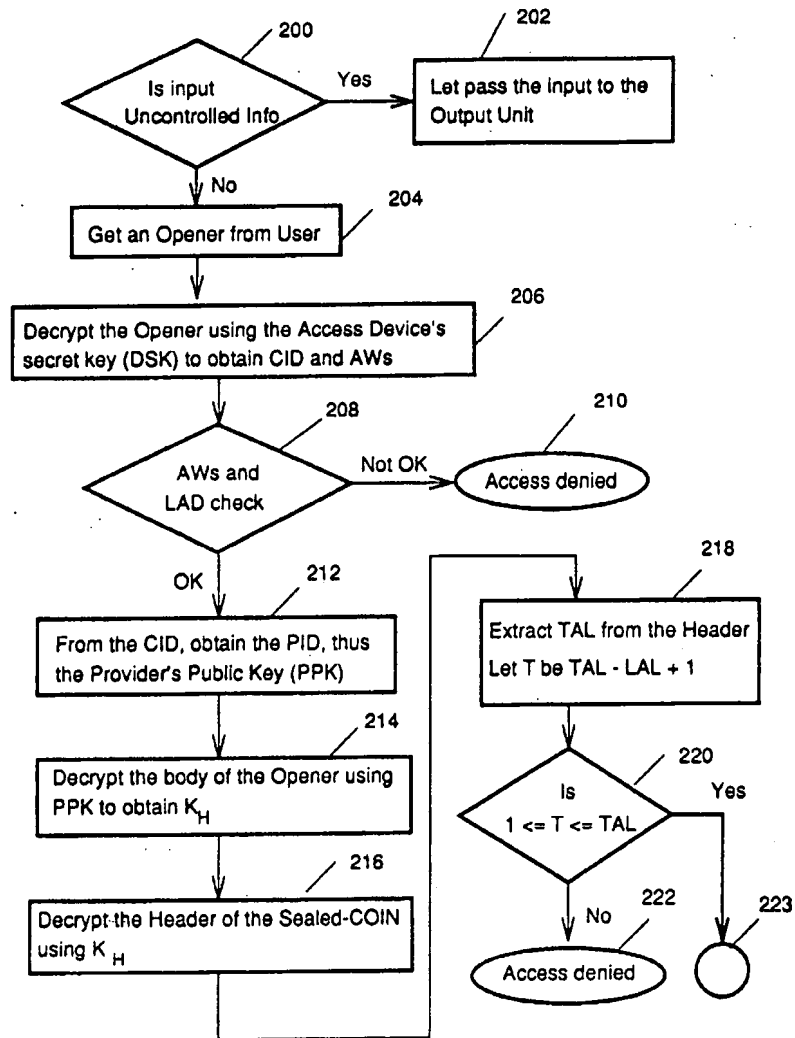 200
Is input
Uncontrolled Info
Yes
202
Let pass the input to the
Output Unit
No
204
Get an Opener from User
206
Decrypt the Opener using the Access Device's
secret key (DSK) to obtain CID and AWs
208
AWs and
LAD check
Not OK
210
Access denied
OK
212
From the CID, obtain the PID, thus
the Provider's Public Key (PPK)
214
Decrypt the body of the Opener using
PPK to obtain K_H
216
Decrypt the Header of the Sealed-COIN
using K_H
218
Extract TAL from the Header
Let T be TAL - LAL + 1
220
Is
1 <= T <= TAL
Yes
No
222
Access denied
223